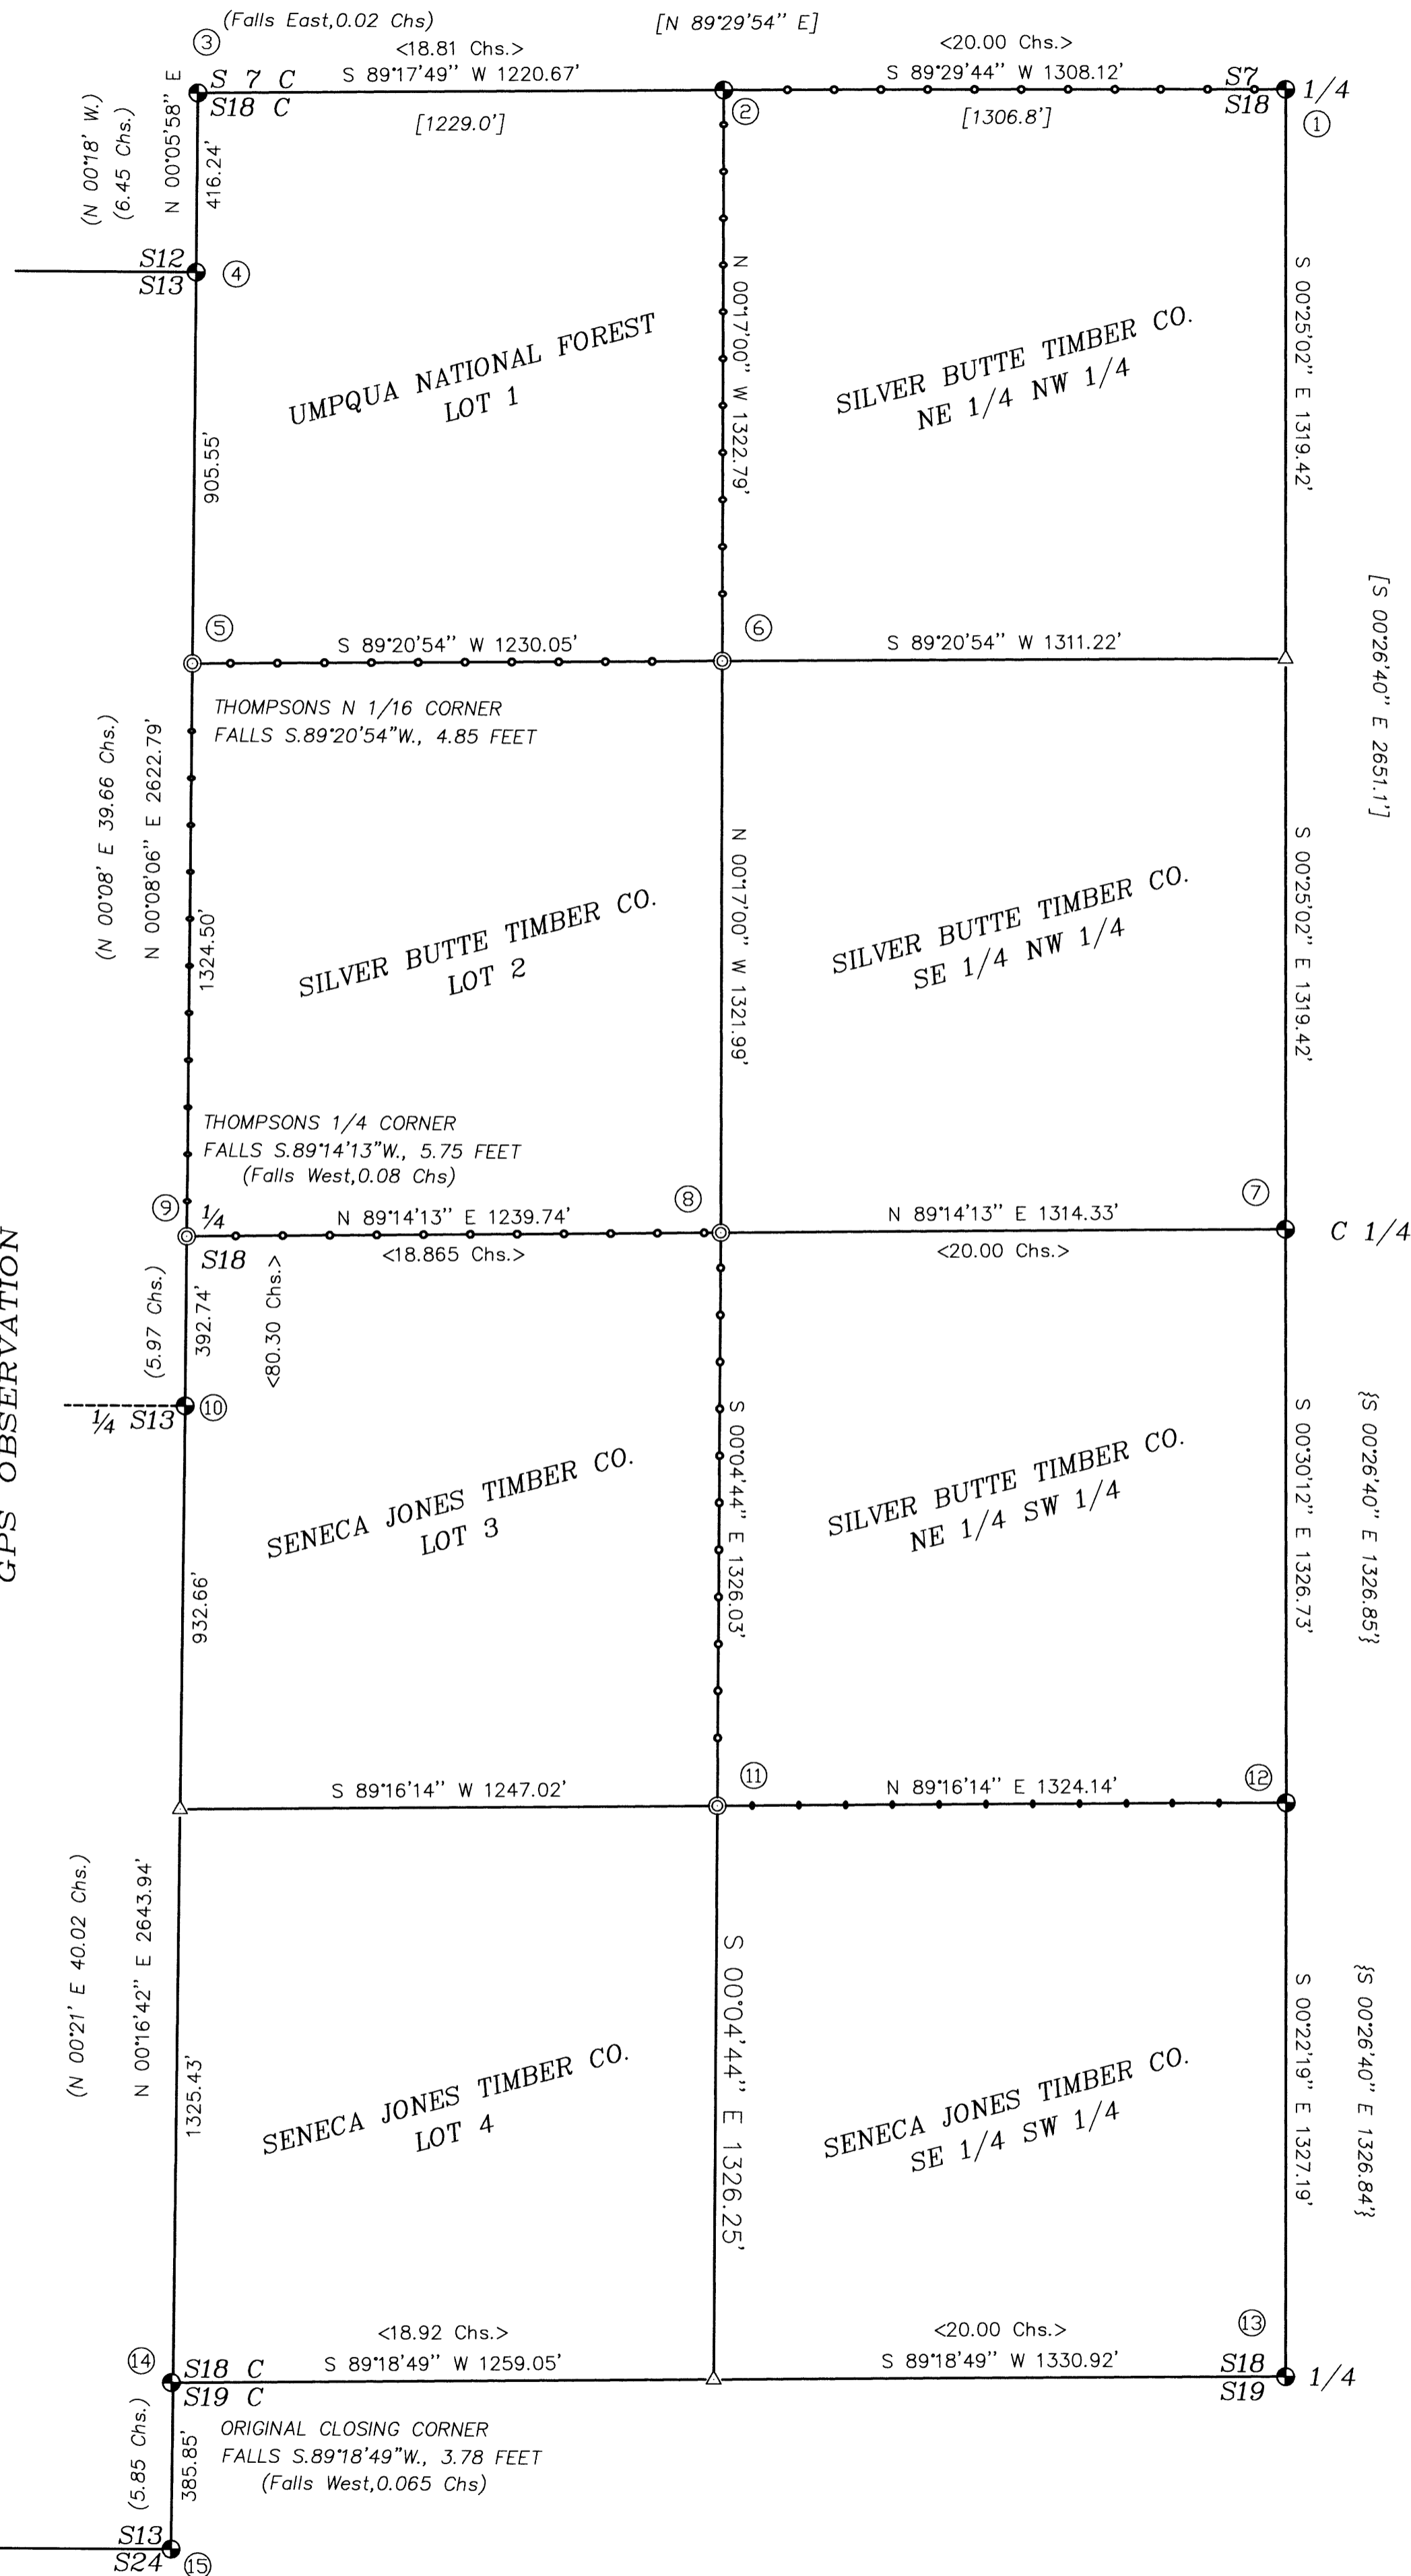 (Falls East,0.02 Chs)
[N 89°29'54" E]
③
<18.81 Chs.>
<20.00 Chs.>
S 7 C
S 89°17'49" W 1220.67'
S 89°29'44" W 1308.12'
S7
1/4
S18 C
[1229.0']
②
[1306.8']
S18
①
(N 00°18' W.)
(6.45 Chs.)
N 00°05'58" E
416.24'
S12
S13
④
N 00°17'00" W 1322.79'
S 00°25'02" E 1319.42'
UMPQUA NATIONAL FOREST
LOT 1
SILVER BUTTE TIMBER CO.
NE 1/4 NW 1/4
905.55'
[S 00°26'40" E 2651.1']
⑤
S 89°20'54" W 1230.05'
⑥
S 89°20'54" W 1311.22'
THOMPSONS N 1/16 CORNER
FALLS S.89°20'54"W., 4.85 FEET
(N 00°08' E 39.66 Chs.)
N 00°08'06" E 2622.79'
1324.50'
N 00°17'00" W 1321.99'
S 00°25'02" E 1319.42'
SILVER BUTTE TIMBER CO.
LOT 2
SILVER BUTTE TIMBER CO.
SE 1/4 NW 1/4
THOMPSONS 1/4 CORNER
FALLS S.89°14'13"W., 5.75 FEET
(Falls West,0.08 Chs)
⑨
1/4
N 89°14'13" E 1239.74'
⑧
N 89°14'13" E 1314.33'
⑦
C 1/4
S18
<18.865 Chs.>
<20.00 Chs.>
GPS OBSERVATION
(5.97 Chs.)
392.74'
<80.30 Chs.>
1/4 S13
⑩
S 00°04'44" E 1326.03'
S 00°30'12" E 1326.73'
{S 00°26'40" E 1326.85'}
SENECA JONES TIMBER CO.
LOT 3
SILVER BUTTE TIMBER CO.
NE 1/4 SW 1/4
932.66'
S 89°16'14" W 1247.02'
⑪
N 89°16'14" E 1324.14'
⑫
(N 00°21' E 40.02 Chs.)
N 00°16'42" E 2643.94'
1325.43'
S 00°04'44" E 1326.25'
S 00°22'19" E 1327.19'
{S 00°26'40" E 1326.84'}
SENECA JONES TIMBER CO.
LOT 4
SENECA JONES TIMBER CO.
SE 1/4 SW 1/4
<18.92 Chs.>
<20.00 Chs.>
⑬
⑭
S18 C
S 89°18'49" W 1259.05'
S 89°18'49" W 1330.92'
S18
1/4
S19 C
S19
(5.85 Chs.)
385.85'
ORIGINAL CLOSING CORNER
FALLS S.89°18'49"W., 3.78 FEET
(Falls West,0.065 Chs)
S13
S24
⑮